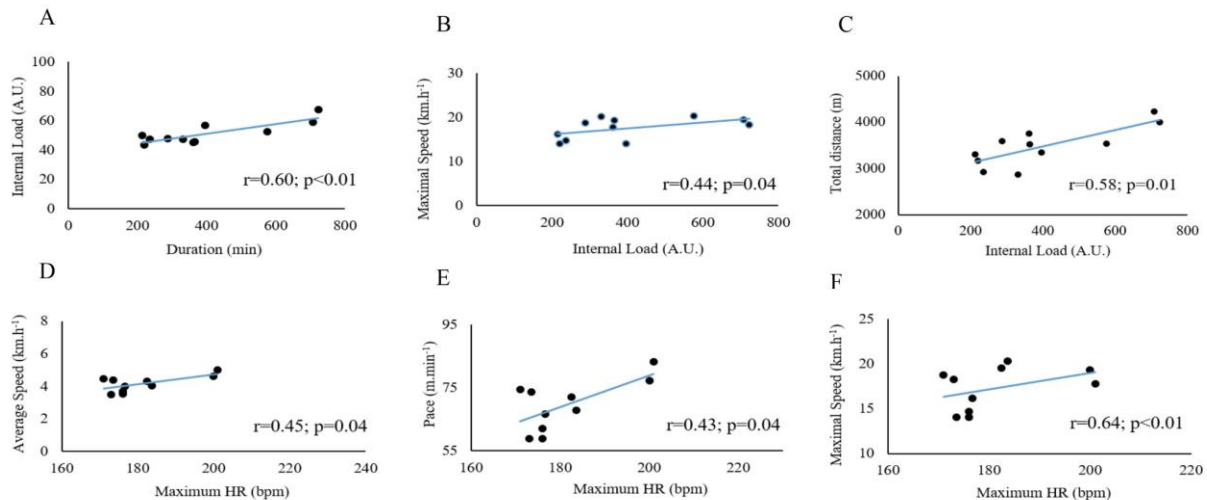 A
Internal Load (A.U.)
100
80
60
40
20
0
0 200 400 600 800
Duration (min)
r=0.60; p<0.01
B
Maximal Speed (km.h-1)
30
20
10
0
0 200 400 600 800
Internal Load (A.U.)
r=0.44; p=0.04
C
Total distance (m)
5000
4000
3000
2000
0 200 400 600 800
Internal Load (A.U.)
r=0.58; p=0.01
D
Average Speed (km.h-1)
8
6
4
2
0
160 180 200 220 240
Maximum HR (bpm)
r=0.45; p=0.04
E
Pace (m.min-1)
95
75
55
160 180 200 220
Maximum HR (bpm)
r=0.43; p=0.04
F
Maximal Speed (km.h-1)
25
20
15
10
160 180 200 220
Maximum HR (bpm)
r=0.64; p<0.01